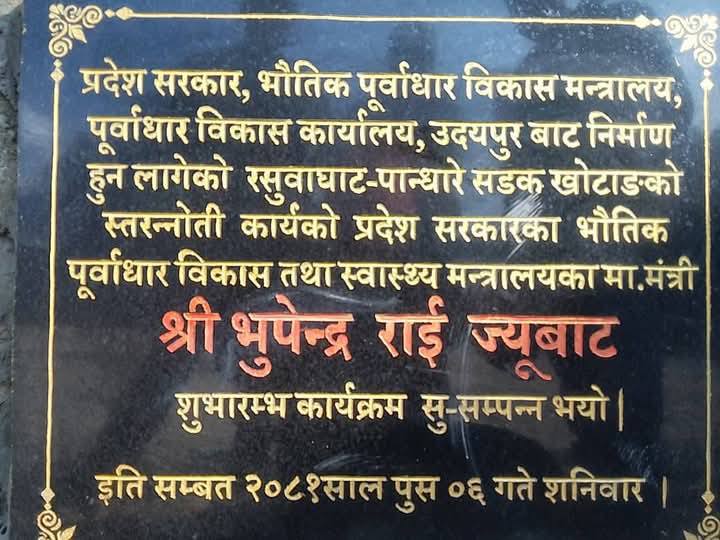 प्रदेश सरकार, भौतिक पूर्वाधार विकास मन्त्रालय,
पूर्वाधार विकास कार्यालय, उदयपुर बाट निर्माण
हुन लागेको रसुवाघाट-पान्धारे सडक खोटाङको
स्तरन्नोती कार्यको प्रदेश सरकारका भौतिक
पूर्वाधार विकास तथा स्वास्थ्य मन्त्रालयका मा.मंत्री
श्री भुपेन्द्र राई ज्यूबाट
शुभारम्भ कार्यक्रम सु-सम्पन्न भयो|
इति सम्बत २०८१साल पुस ०६ गते शनिवार |